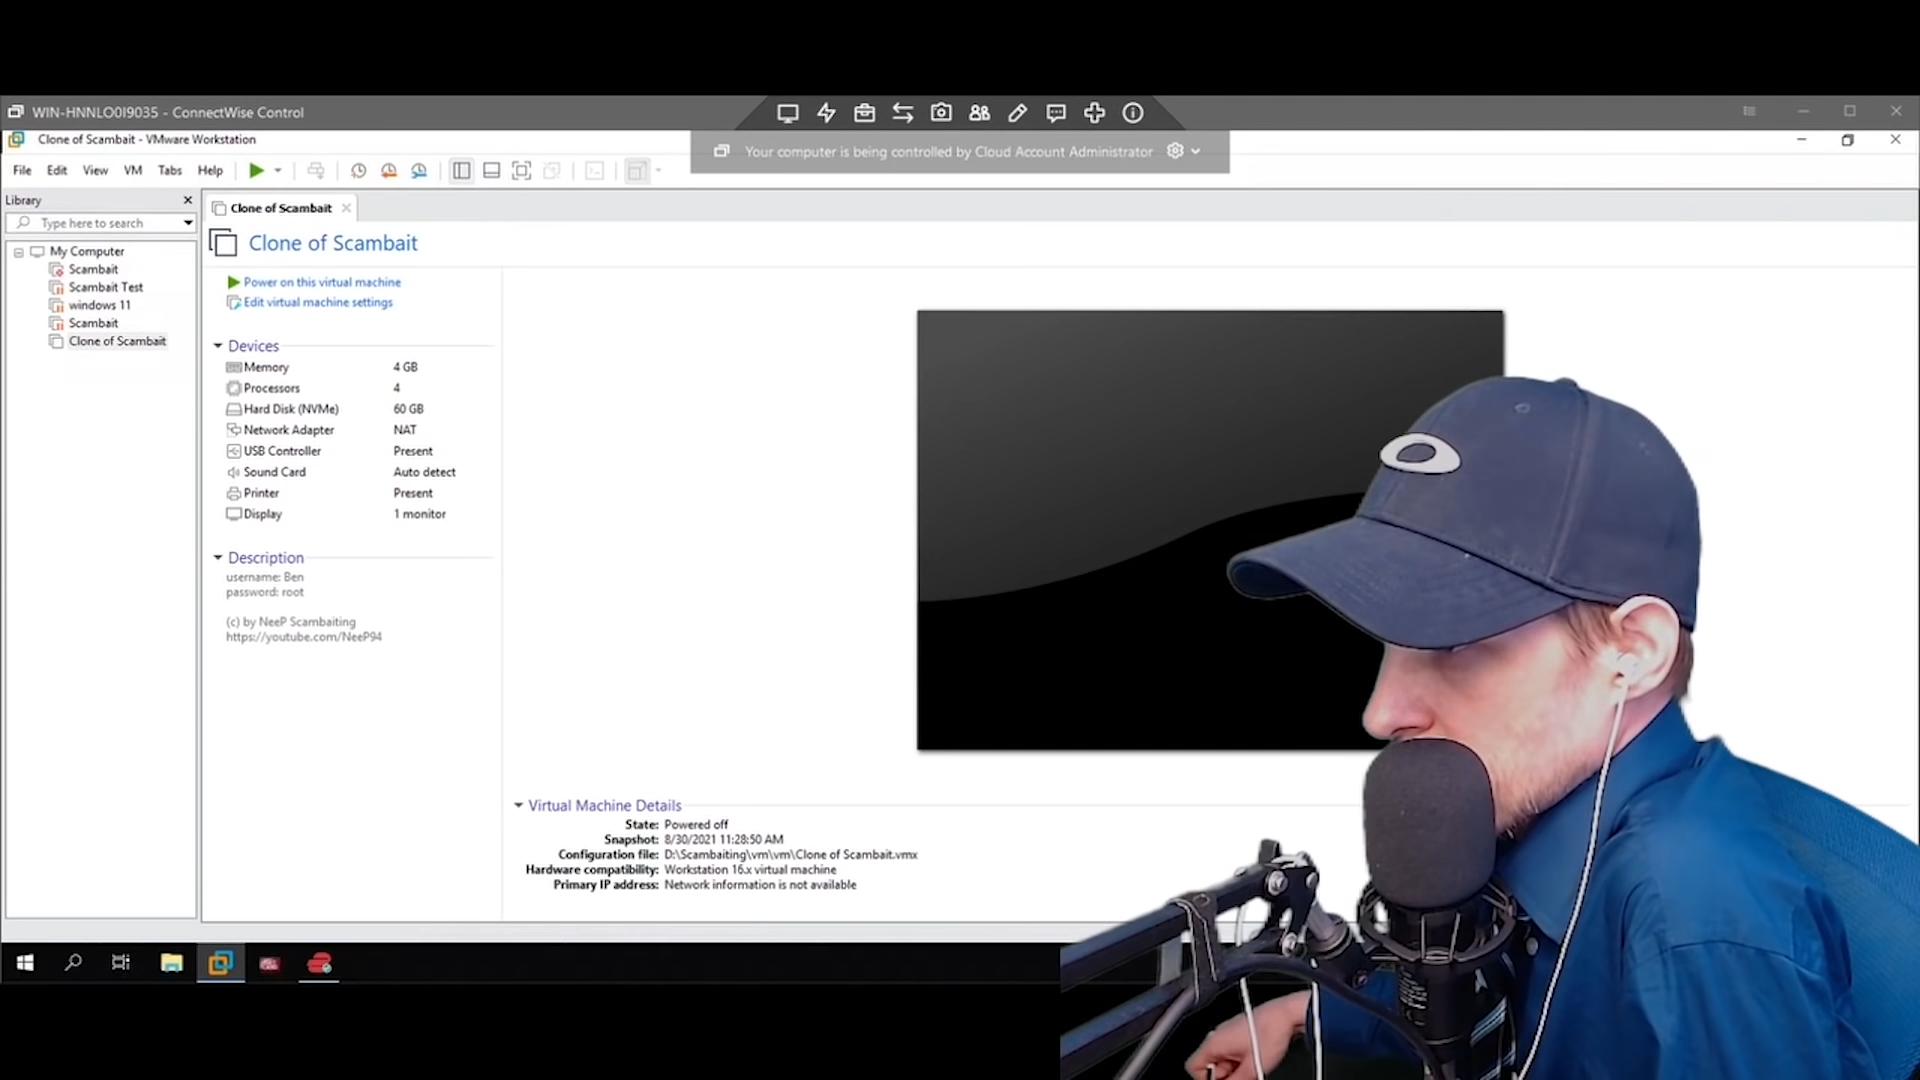 WIN-HNNLO0I9035 - ConnectWise Control
Clone of Scambait - VMware Workstation
Your computer is being controlled by Cloud Account Administrator
File Edit View VM Tabs Help
Library
Type here to search
My Computer
Scambait
Scambait Test
windows 11
Scambait
Clone of Scambait
Clone of Scambait
Clone of Scambait
Power on this virtual machine
Edit virtual machine settings
Devices
Memory 4 GB
Processors 4
Hard Disk (NVMe) 60 GB
Network Adapter NAT
USB Controller Present
Sound Card Auto detect
Printer Present
Display 1 monitor
Description
username: Ben
password: root
(c) by NeeP Scambaiting
https://youtube.com/NeeP94
Virtual Machine Details
State: Powered off
Snapshot: 8/30/2021 11:28:50 AM
Configuration file: D:\Scambaiting\vm\vm\Clone of Scambait.vmx
Hardware compatibility: Workstation 16.x virtual machine
Primary IP address: Network information is not available